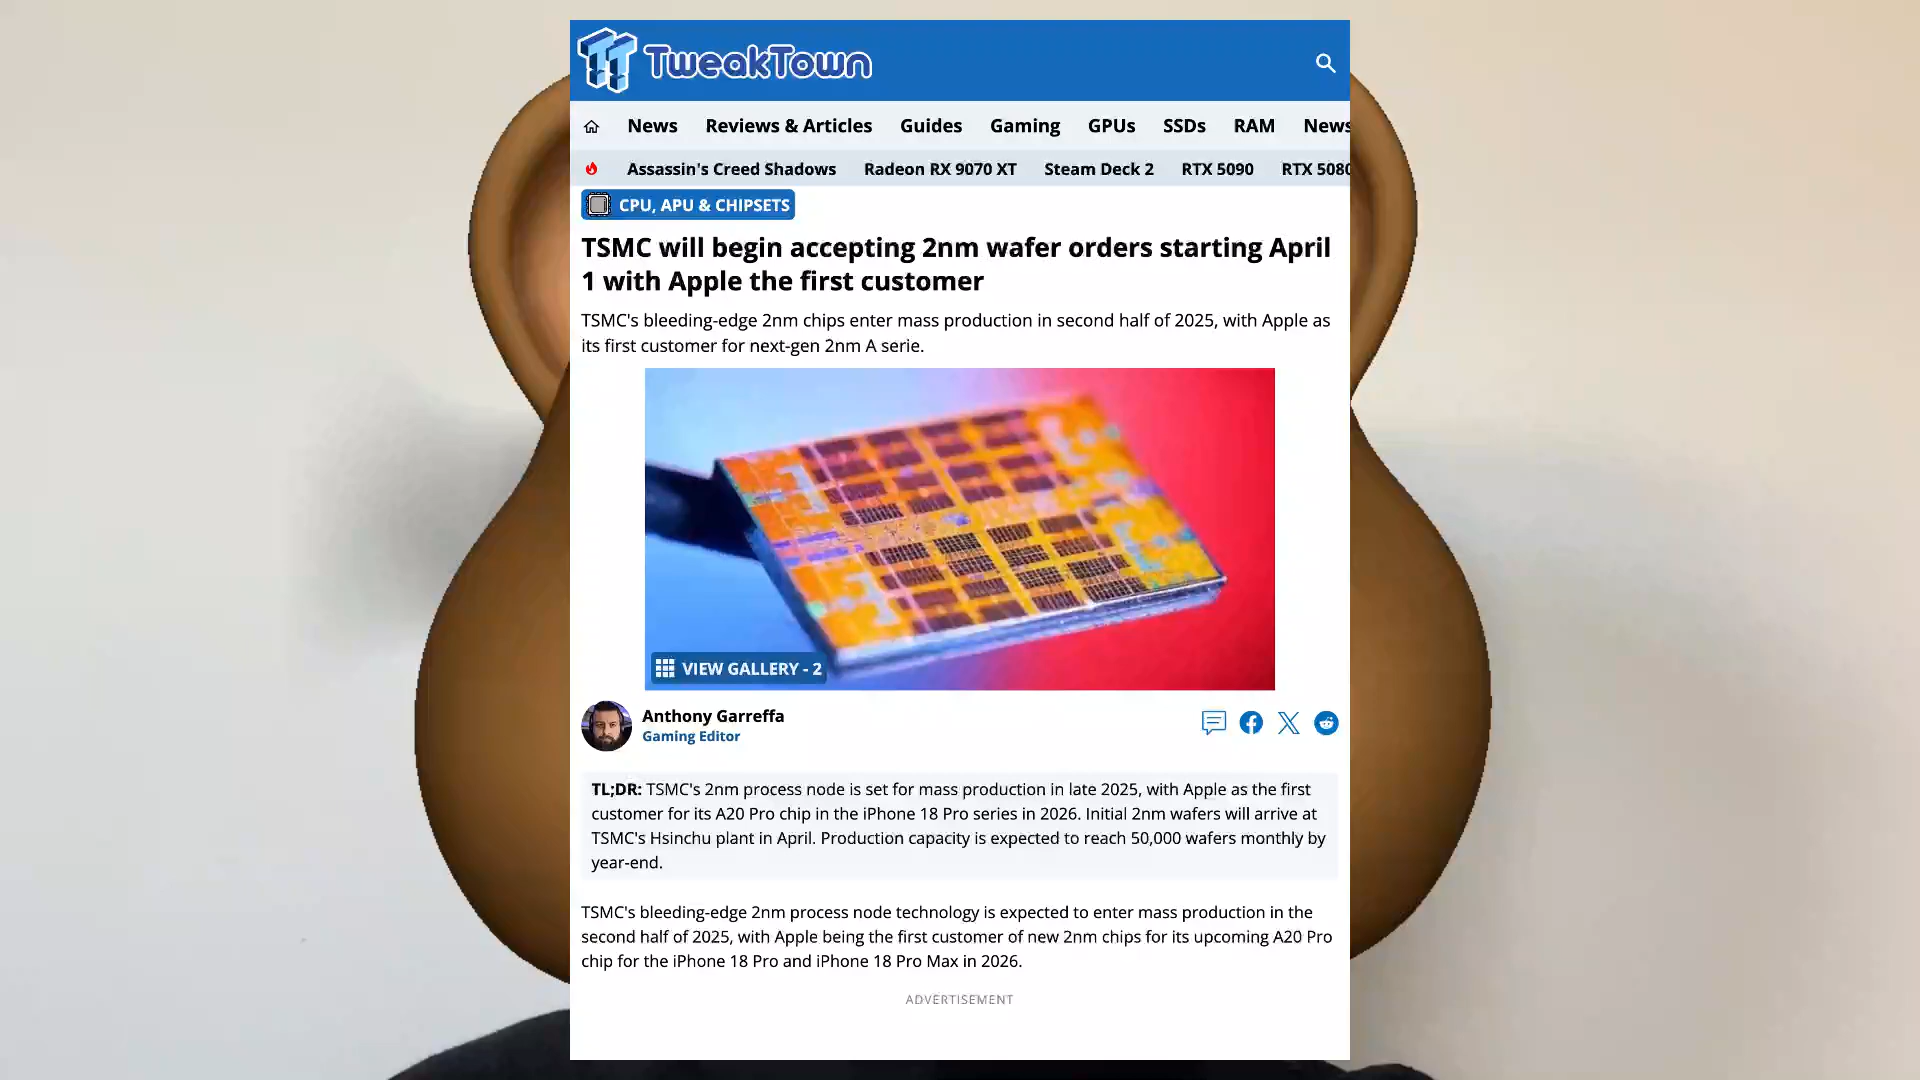 TweakTown
News Reviews & Articles Guides Gaming GPUs SSDs RAM News
Assassin's Creed Shadows Radeon RX 9070 XT Steam Deck 2 RTX 5090 RTX 5080
CPU, APU & CHIPSETS
TSMC will begin accepting 2nm wafer orders starting April
1 with Apple the first customer
TSMC's bleeding-edge 2nm chips enter mass production in second half of 2025, with Apple as
its first customer for next-gen 2nm A serie.
VIEW GALLERY - 2
Anthony Garreffa
Gaming Editor
TL;DR: TSMC's 2nm process node is set for mass production in late 2025, with Apple as the first
customer for its A20 Pro chip in the iPhone 18 Pro series in 2026. Initial 2nm wafers will arrive at
TSMC's Hsinchu plant in April. Production capacity is expected to reach 50,000 wafers monthly by
year-end.
TSMC's bleeding-edge 2nm process node technology is expected to enter mass production in the
second half of 2025, with Apple being the first customer of new 2nm chips for its upcoming A20 Pro
chip for the iPhone 18 Pro and iPhone 18 Pro Max in 2026.
ADVERTISEMENT